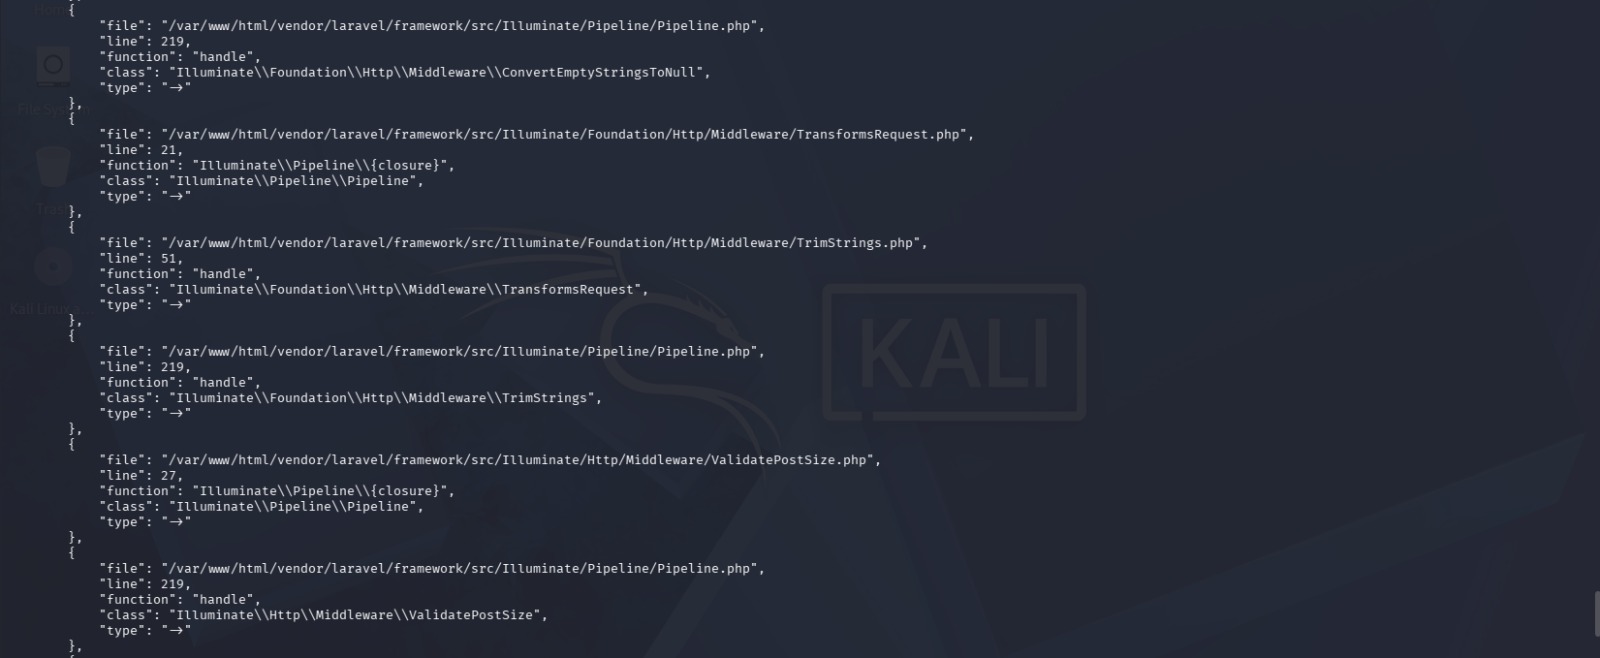 Home
{
"file": "/var/www/html/vendor/laravel/framework/src/Illuminate/Pipeline/Pipeline.php",
"line": 219,
"function": "handle",
"class": "Illuminate\\Foundation\\Http\\Middleware\\ConvertEmptyStringsToNull",
"type": "→"
},
File System
{
"file": "/var/www/html/vendor/laravel/framework/src/Illuminate/Foundation/Http/Middleware/TransformsRequest.php",
"line": 21,
"function": "Illuminate\\Pipeline\\{closure}",
"class": "Illuminate\\Pipeline\\Pipeline",
"type": "→"
},
Trash
{
"file": "/var/www/html/vendor/laravel/framework/src/Illuminate/Foundation/Http/Middleware/TrimStrings.php",
"line": 51,
"function": "handle",
"class": "Illuminate\\Foundation\\Http\\Middleware\\TransformsRequest",
"type": "→"
},
Kali Linux
{
"file": "/var/www/html/vendor/laravel/framework/src/Illuminate/Pipeline/Pipeline.php",
"line": 219,
"function": "handle",
"class": "Illuminate\\Foundation\\Http\\Middleware\\TrimStrings",
"type": "→"
},
KALI
{
"file": "/var/www/html/vendor/laravel/framework/src/Illuminate/Http/Middleware/ValidatePostSize.php",
"line": 27,
"function": "Illuminate\\Pipeline\\{closure}",
"class": "Illuminate\\Pipeline\\Pipeline",
"type": "→"
},
{
"file": "/var/www/html/vendor/laravel/framework/src/Illuminate/Pipeline/Pipeline.php",
"line": 219,
"function": "handle",
"class": "Illuminate\\Http\\Middleware\\ValidatePostSize",
"type": "→"
},